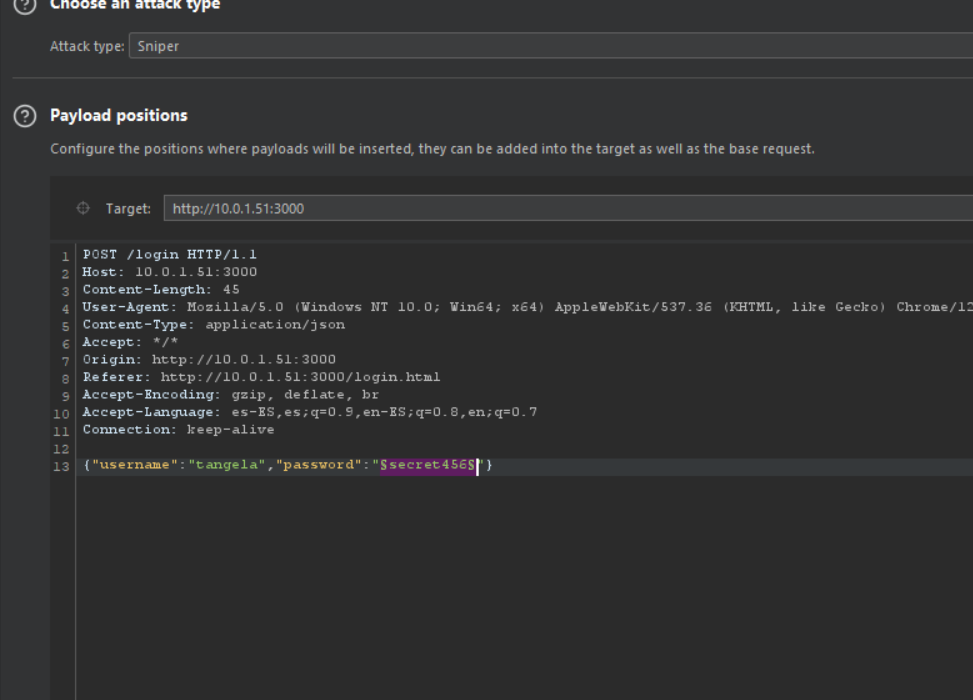 Choose an attack type
Attack type: Sniper
Payload positions
Configure the positions where payloads will be inserted, they can be added into the target as well as the base request.
Target: http://10.0.1.51:3000
1 POST /login HTTP/1.1
2 Host: 10.0.1.51:3000
3 Content-Length: 45
4 User-Agent: Mozilla/5.0 (Windows NT 10.0; Win64; x64) AppleWebKit/537.36 (KHTML, like Gecko)
5 Content-Type: application/json
6 Accept: */*
7 Origin: http://10.0.1.51:3000
8 Referer: http://10.0.1.51:3000/login.html
9 Accept-Encoding: gzip, deflate, br
10 Accept-Language: es-ES,es;q=0.9,en-ES;q=0.8,en;q=0.7
11 Connection: keep-alive
12
13 {"username":"tangela","password":"§secret456§"}